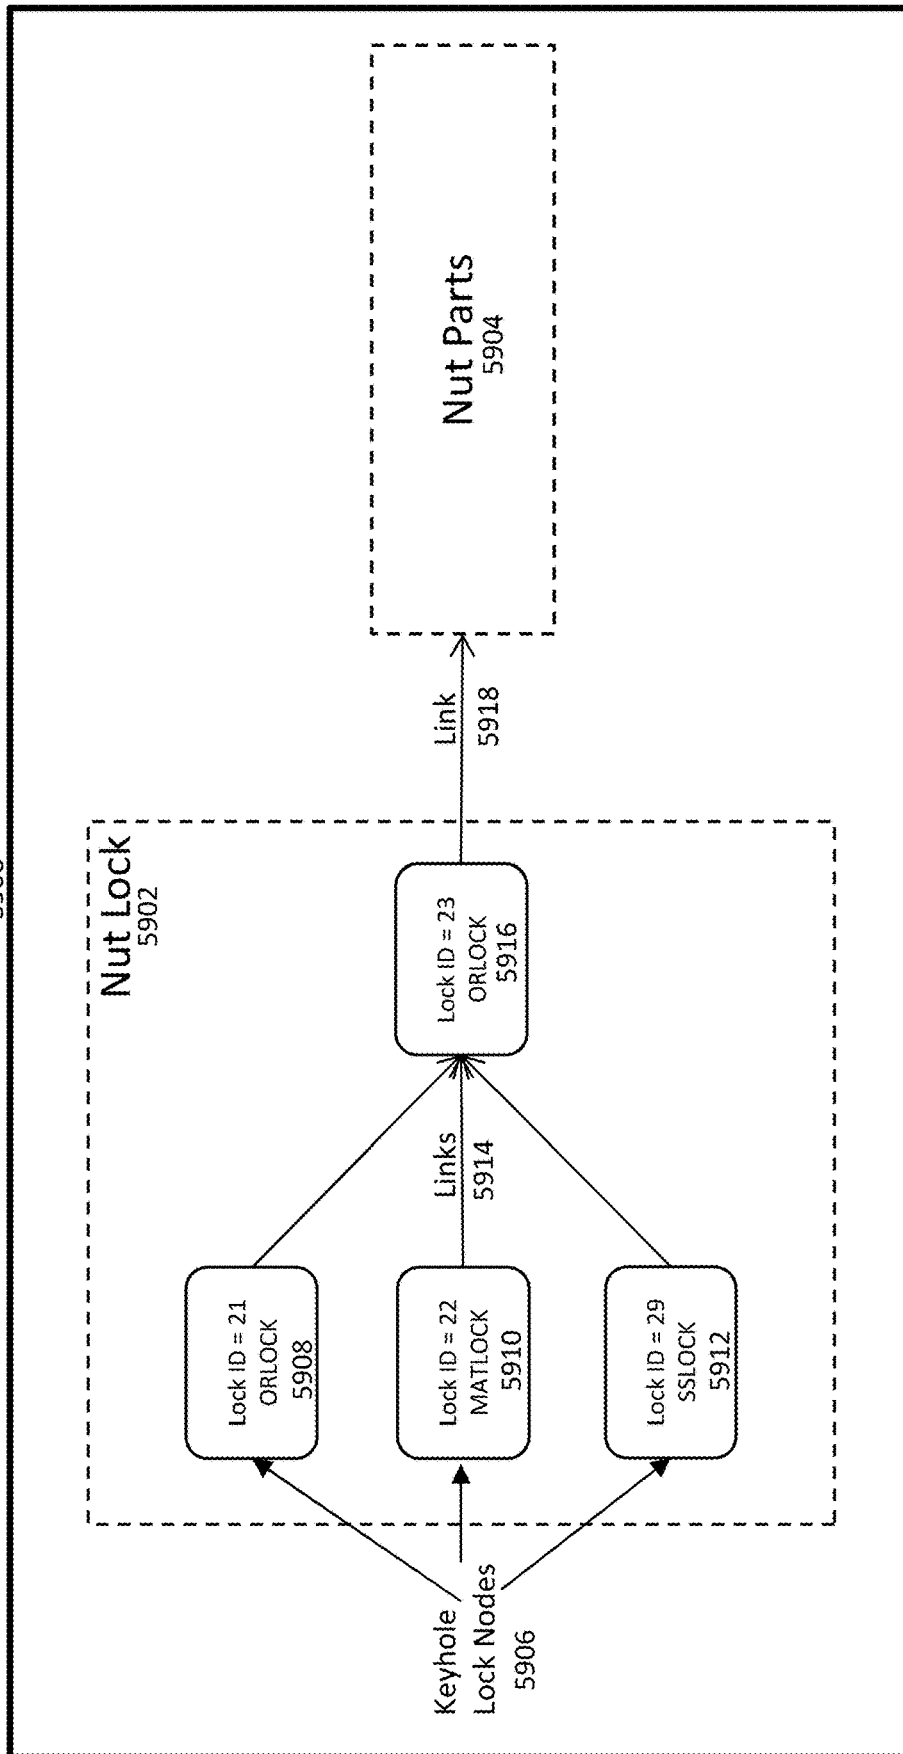 Nut Lock
5902
Keyhole
Lock Nodes
5906
Lock ID = 21
ORLOCK
5908
Lock ID = 22
MATLOCK
5910
Lock ID = 29
SSLOCK
5912
Links
5914
Lock ID = 23
ORLOCK
5916
Link
5918
Nut Parts
5904